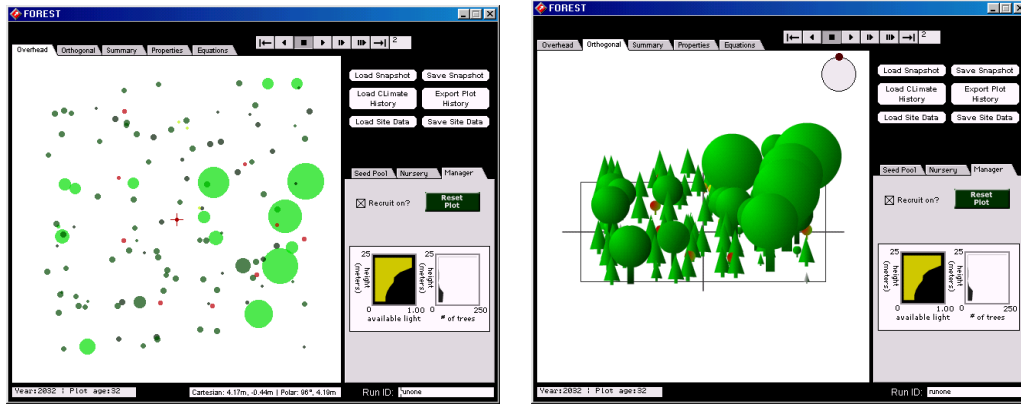 FOREST
Overhead Orthogonal Summary Properties Equations
2
Load Snapshot Save Snapshot
Load CLimate History Export Plot History
Load Site Data Save Site Data
Seed Pool Nursery Manager
Recruit on? Reset Plot
25 25
height (meters) height (meters)
0 1.00 0 250
available light # of trees
Year:2032 | Plot age:32 Cartesian: 4.17m, -0.44m | Polar: 96°, 4.19m Run ID: runone
FOREST
Overhead Orthogonal Summary Properties Equations
2
Load Snapshot Save Snapshot
Load CLimate History Export Plot History
Load Site Data Save Site Data
Seed Pool Nursery Manager
Recruit on? Reset Plot
25 25
height (meters) height (meters)
0 1.00 0 250
available light # of trees
Year:2032 | Plot age:32 Run ID: runone